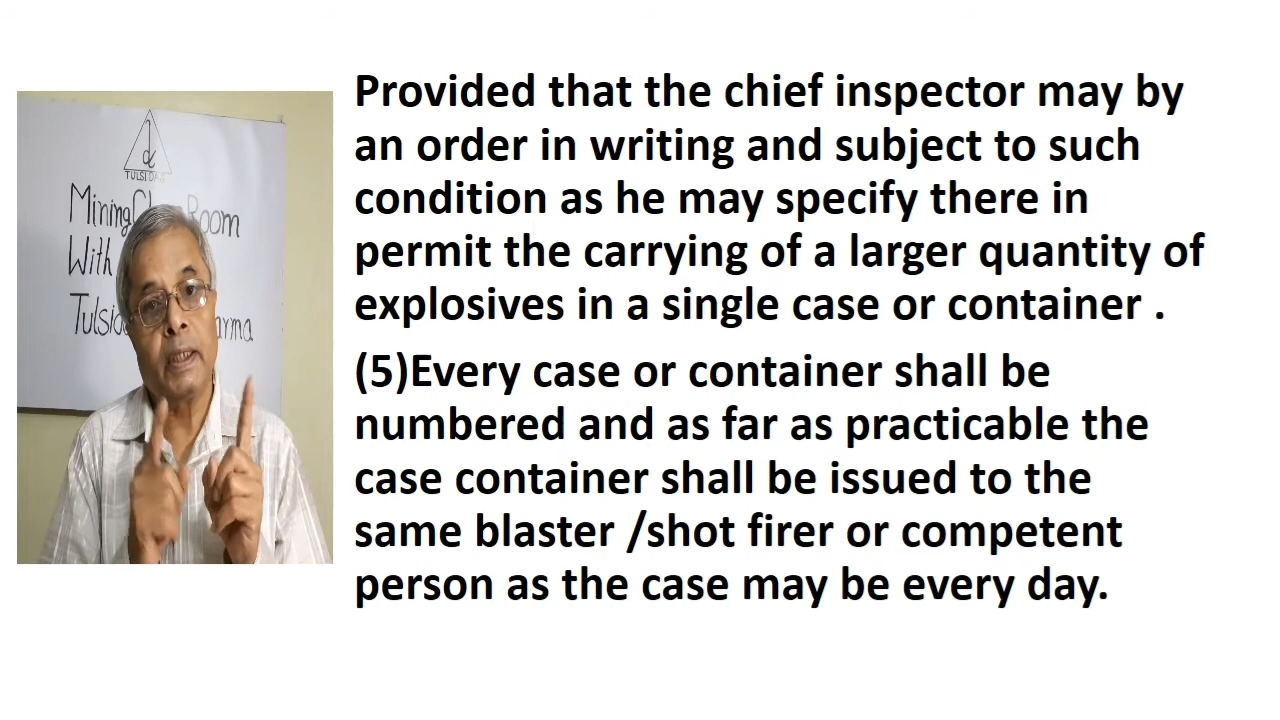 TULSIDAS
Mining Room
With
Provided that the chief inspector may by
an order in writing and subject to such
condition as he may specify there in
permit the carrying of a larger quantity of
explosives in a single case or container .
(5)Every case or container shall be
numbered and as far as practicable the
case container shall be issued to the
same blaster /shot firer or competent
person as the case may be every day.